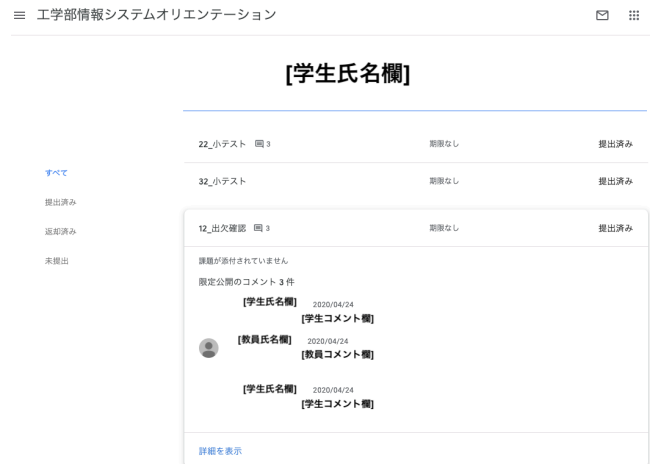 工学部情報システムオリエンテーション
[学生氏名欄]
22_小テスト 3 期限なし 提出済み
すべて
32_小テスト 期限なし 提出済み
提出済み
12_出欠確認 3 期限なし 提出済み
返却済み
未提出
課題が添付されていません
限定公開のコメント 3 件
[学生氏名欄] 2020/04/24
[学生コメント欄]
[教員氏名欄] 2020/04/24
[教員コメント欄]
[学生氏名欄] 2020/04/24
[学生コメント欄]
詳細を表示